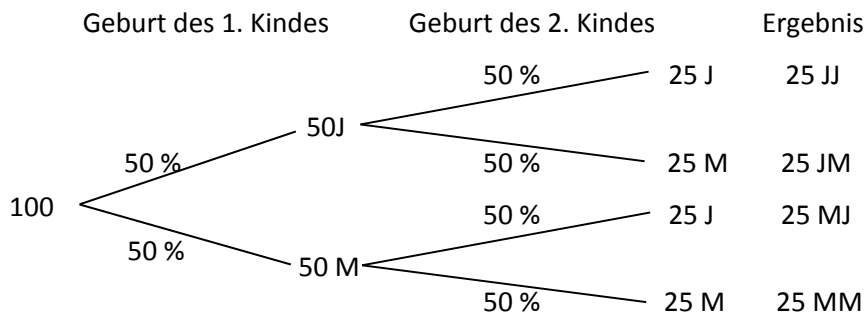 Geburt des 1. Kindes Geburt des 2. Kindes Ergebnis
50 % 25 J 25 JJ
50J
50 % 50 % 25 M 25 JM
100 50 % 25 J 25 MJ
50 % 50 M
50 % 25 M 25 MM